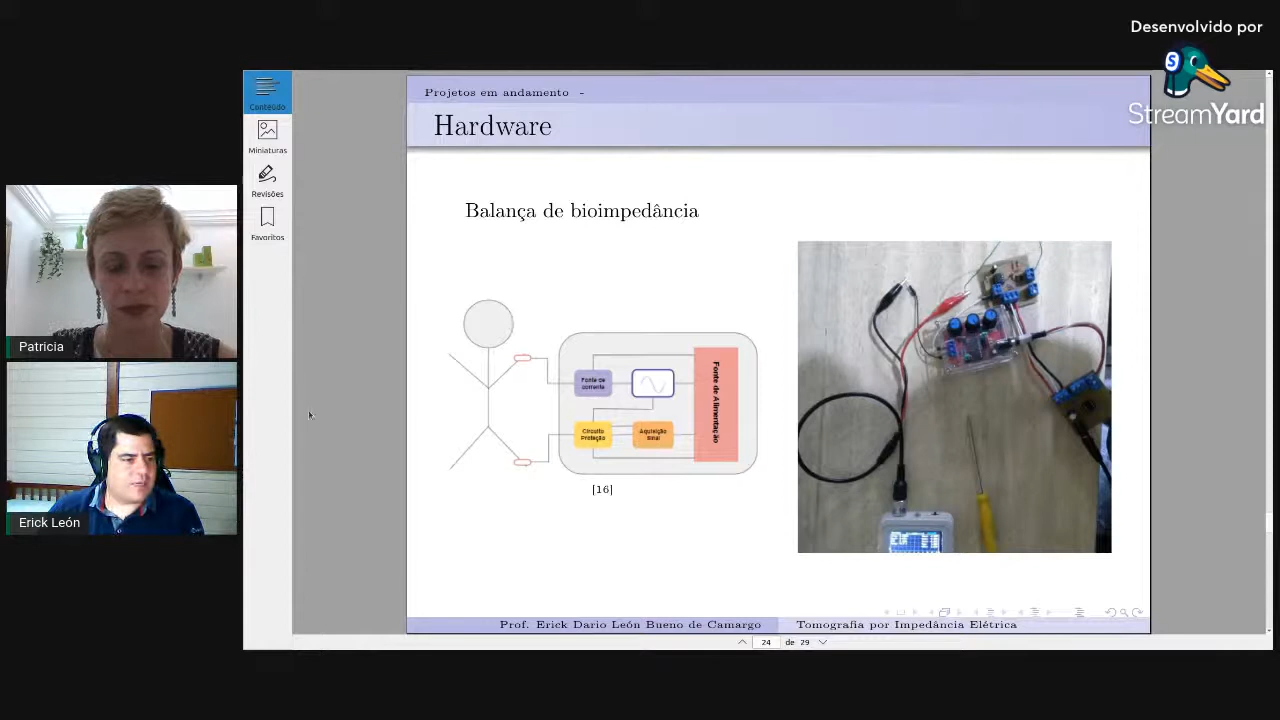 Desenvolvido por
StreamYard
Conteúdo
Miniaturas
Revisões
Favoritos
Projetos em andamento -
Hardware
Balança de bioimpedância
Fonte de
corrente
Circuito
Proteção
Aquisição
Sinal
Fonte de Alimentação
[16]
Patricia
Erick León
Prof. Erick Dario León Bueno de Camargo
Tomografia por Impedância Elétrica
24 de 29